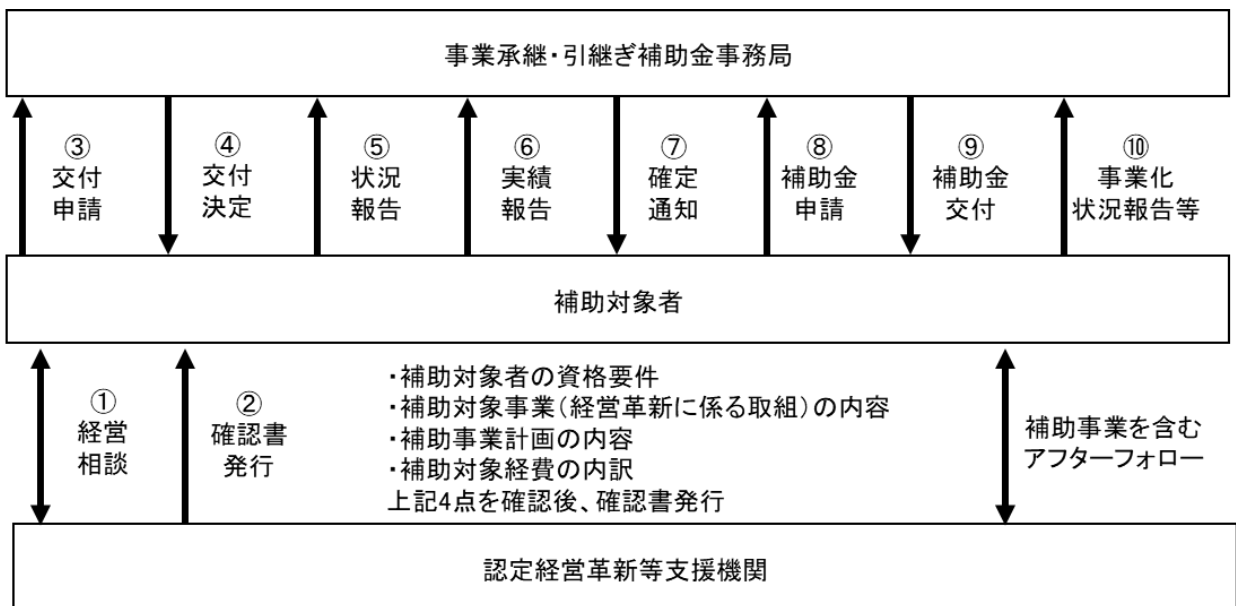 事業承継・引継ぎ補助金事務局
③
交付
申請
④
交付
決定
⑤
状況
報告
⑥
実績
報告
⑦
確定
通知
⑧
補助金
申請
⑨
補助金
交付
⑩
事業化
状況報告等
補助対象者
①
経営
相談
②
確認書
発行
・補助対象者の資格要件
・補助対象事業(経営革新に係る取組)の内容
・補助事業計画の内容
・補助対象経費の内訳
上記4点を確認後、確認書発行
補助事業を含む
アフターフォロー
認定経営革新等支援機関